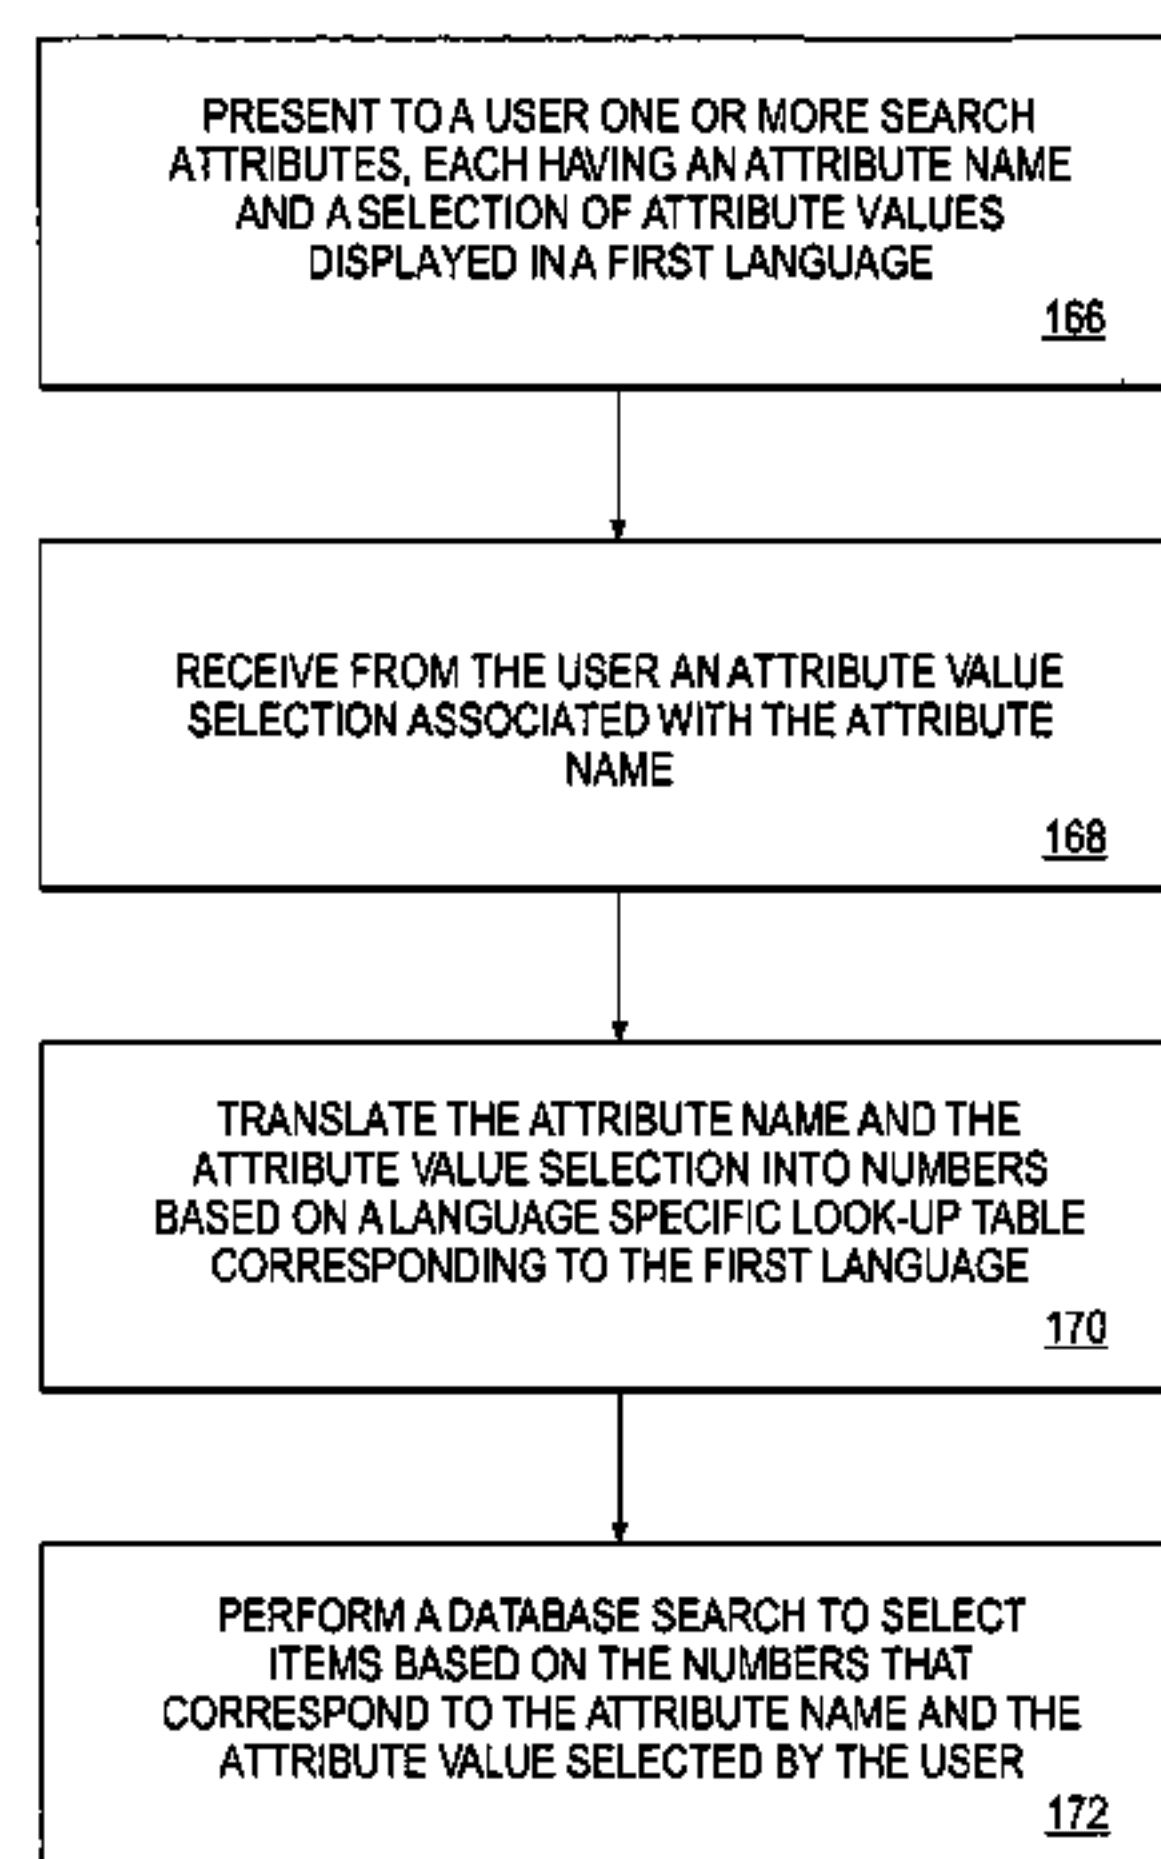 PRESENT TO A USER ONE OR MORE SEARCH
ATTRIBUTES, EACH HAVING AN ATTRIBUTE NAME
AND A SELECTION OF ATTRIBUTE VALUES
DISPLAYED IN A FIRST LANGUAGE
166
RECEIVE FROM THE USER AN ATTRIBUTE VALUE
SELECTION ASSOCIATED WITH THE ATTRIBUTE
NAME
168
TRANSLATE THE ATTRIBUTE NAME AND THE
ATTRIBUTE VALUE SELECTION INTO NUMBERS
BASED ON A LANGUAGE SPECIFIC LOOK-UP TABLE
CORRESPONDING TO THE FIRST LANGUAGE
170
PERFORM A DATABASE SEARCH TO SELECT
ITEMS BASED ON THE NUMBERS THAT
CORRESPOND TO THE ATTRIBUTE NAME AND THE
ATTRIBUTE VALUE SELECTED BY THE USER
172